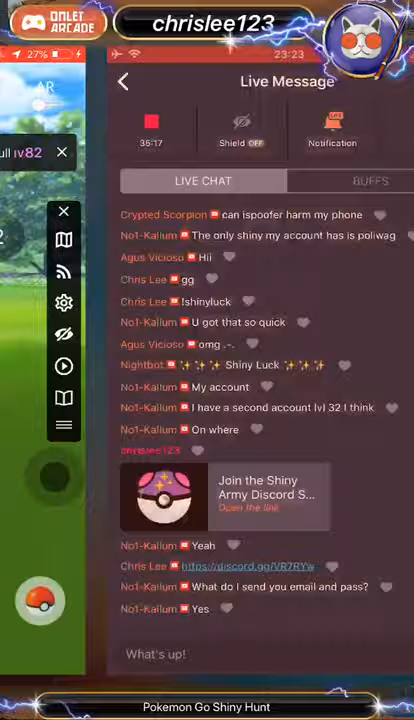 OMLET ARCADE
chrislee123
27%
23:23
AR
Live Message
ull IV82
35:17
Shield OFF
LIVE
Notification
LIVE CHAT
BUFFS
Crypted Scorpion can ispoofer harm my phone
No1-Kallum The only shiny my account has is poliwag
Agus Vicioso Hii
Chris Lee gg
Chris Lee !shinyluck
No1-Kallum U got that so quick
Agus Vicioso omg .-.
Nightbot ✨✨✨ Shiny Luck ✨✨✨
No1-Kallum My account
No1-Kallum I have a second account lvl 32 I think
No1-Kallum On where
chrislee123
Join the Shiny
Army Discord S...
Open the link
No1-Kallum Yeah
Chris Lee https://discord.gg/VR7RYw
No1-Kallum What do I send you email and pass?
No1-Kallum Yes
What's up!
Pokemon Go Shiny Hunt